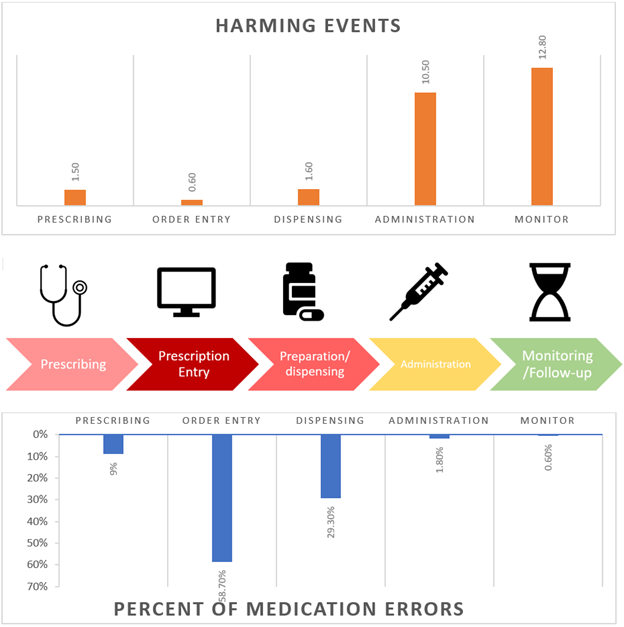 HARMING EVENTS
1.50
0.60
1.60
10.50
12.80
PRESCRIBING ORDER ENTRY DISPENSING ADMINISTRATION MONITOR
Prescribing
Prescription
Entry
Preparation/
dispensing
Administration
Monitoring
/Follow-up
PRESCRIBING ORDER ENTRY DISPENSING ADMINISTRATION MONITOR
0%
10%
20%
30%
40%
50%
60%
70%
9%
58.70%
29.30%
1.80%
0.60%
PERCENT OF MEDICATION ERRORS